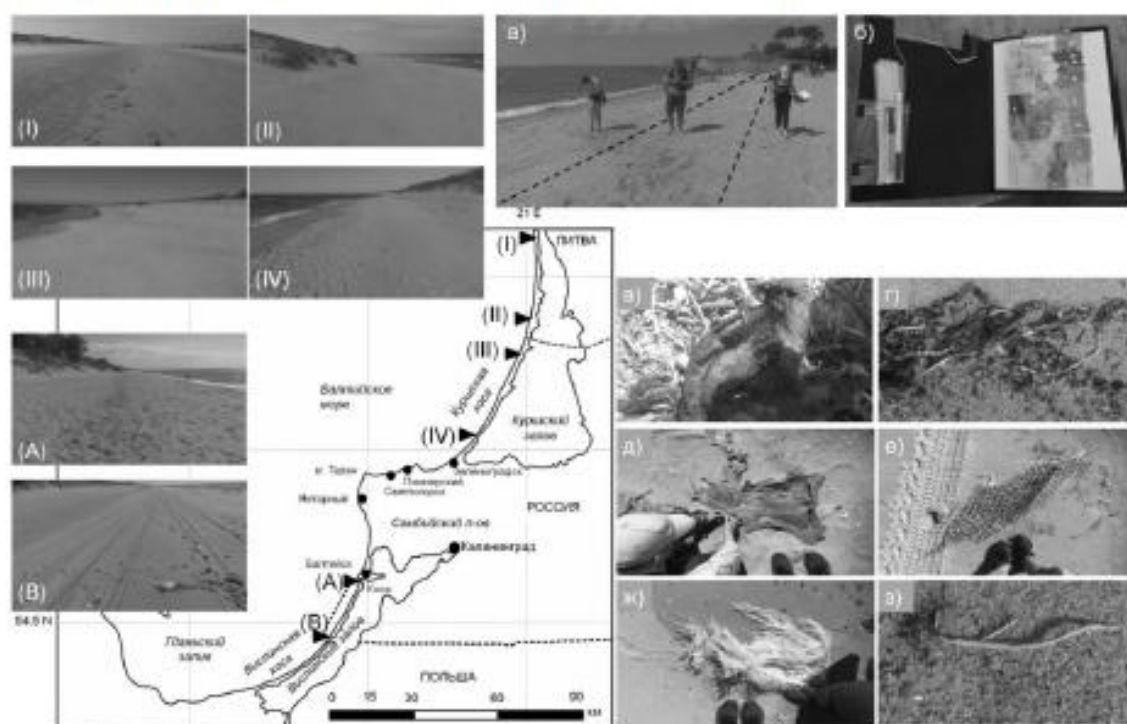 (I)
(II)
б)
(III)
(IV)
21 E
ЛИТВА
(I)
(II)
(III)
(IV)
Балтийское
море
Куршская
коса
Куршский
залив
м. Таран
Зеленоградск
Пионерский
Светлогорск
Янтарный
РОССИЯ
Самбийский п-ов
Калининград
Балтийск
(A)
(B)
54.5 N
Гданьский
залив
Вислинская
коса
Вислинский залив
ПОЛЬША
0 15 30 60 90
КМ
(A)
(B)
в)
г)
д)
е)
ж)
з)